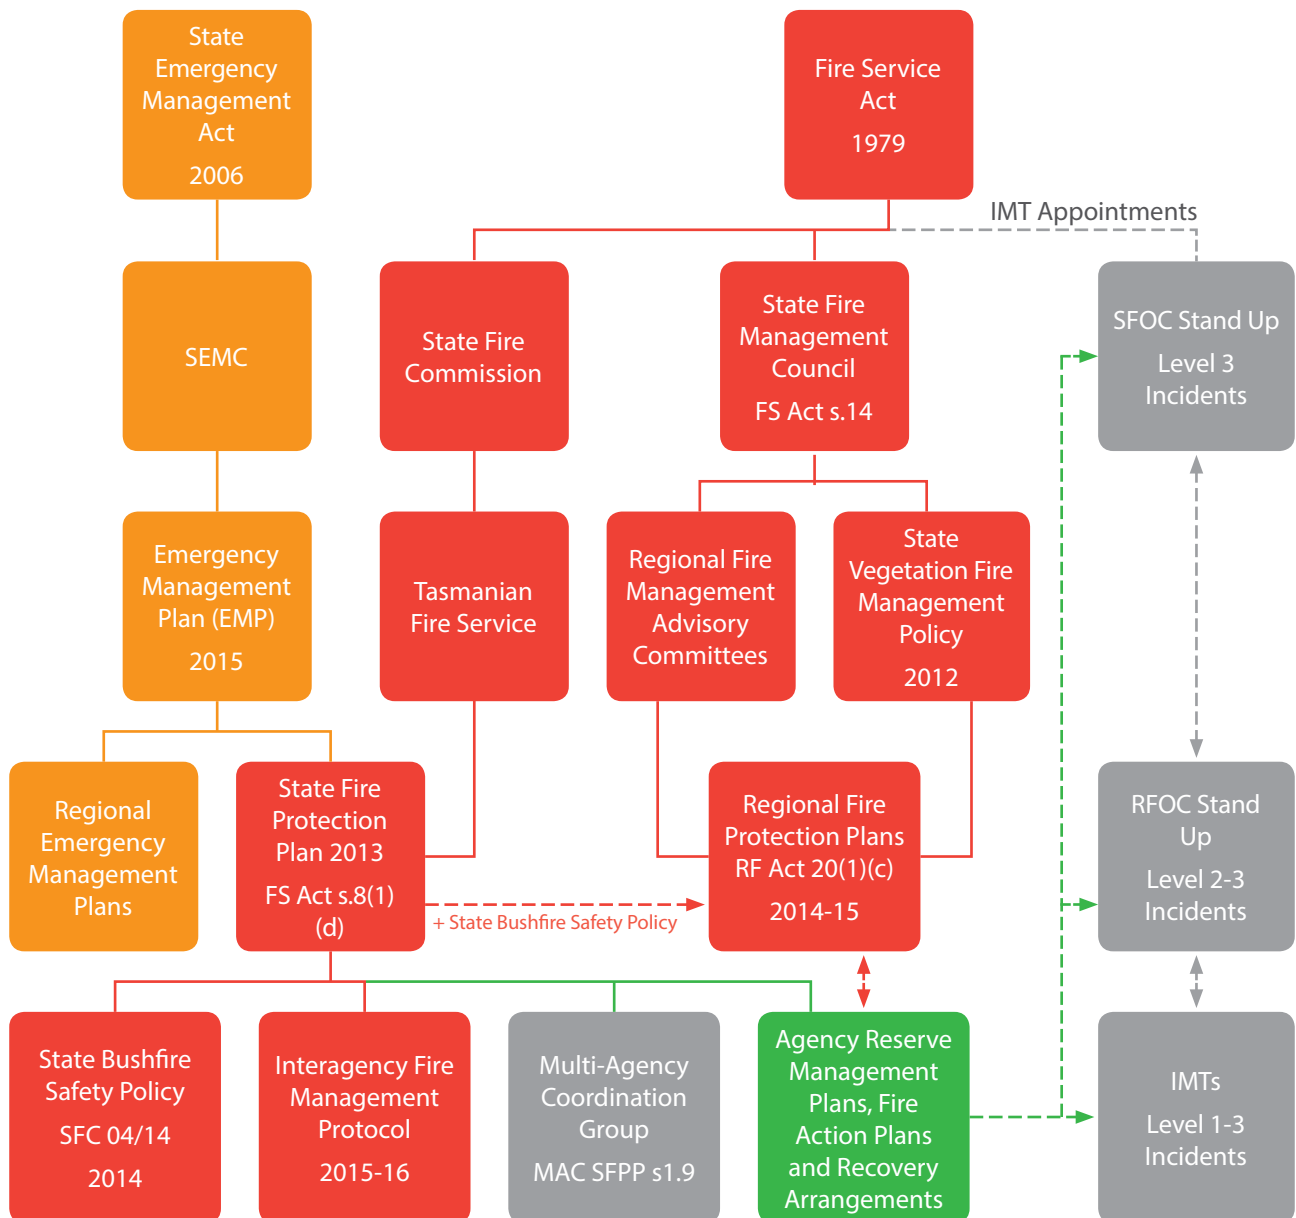 State
Emergency
Management
Act
2006
Fire Service
Act
1979
IMT Appointments
SEMC
State Fire
Commission
State Fire
Management
Council
FS Act s.14
SFOC Stand Up
Level 3
Incidents
Emergency
Management
Plan (EMP)
2015
Tasmanian
Fire Service
Regional Fire
Management
Advisory
Committees
State
Vegetation Fire
Management
Policy
2012
Regional
Emergency
Management
Plans
State Fire
Protection
Plan 2013
FS Act s.8(1)
(d)
+ State Bushfire Safety Policy
Regional Fire
Protection Plans
RF Act 20(1)(c)
2014-15
RFOC Stand
Up
Level 2-3
Incidents
State Bushfire
Safety Policy
SFC 04/14
2014
Interagency Fire
Management
Protocol
2015-16
Multi-Agency
Coordination
Group
MAC SFPP s1.9
Agency Reserve
Management
Plans, Fire
Action Plans
and Recovery
Arrangements
IMTs
Level 1-3
Incidents